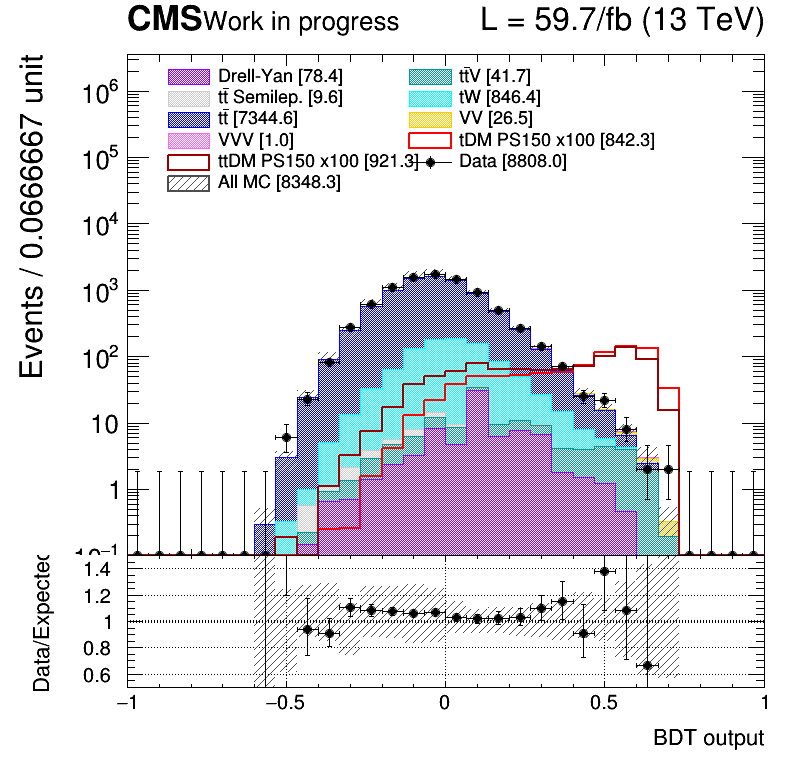 CMS Work in progress L = 59.7/fb (13 TeV)
Events / 0.0666667 unit
Drell-Yan [78.4] tt̄V [41.7]
tt̄ Semilep. [9.6] tW [846.4]
tt̄ [7344.6] VV [26.5]
VVV [1.0] tDM PS150 x100 [842.3]
ttDM PS150 x100 [921.3] Data [8808.0]
All MC [8348.3]
10⁶
10⁵
10⁴
10³
10²
10
1
10⁻¹
Data/Expected
1.4
1.2
1
0.8
0.6
−1 −0.5 0 0.5 1
BDT output